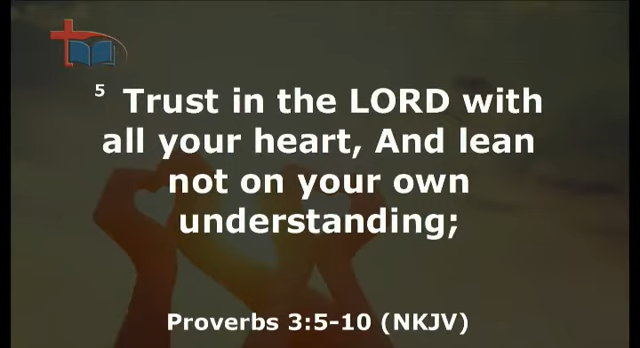 5 Trust in the LORD with
all your heart, And lean
not on your own
understanding;
Proverbs 3:5-10 (NKJV)